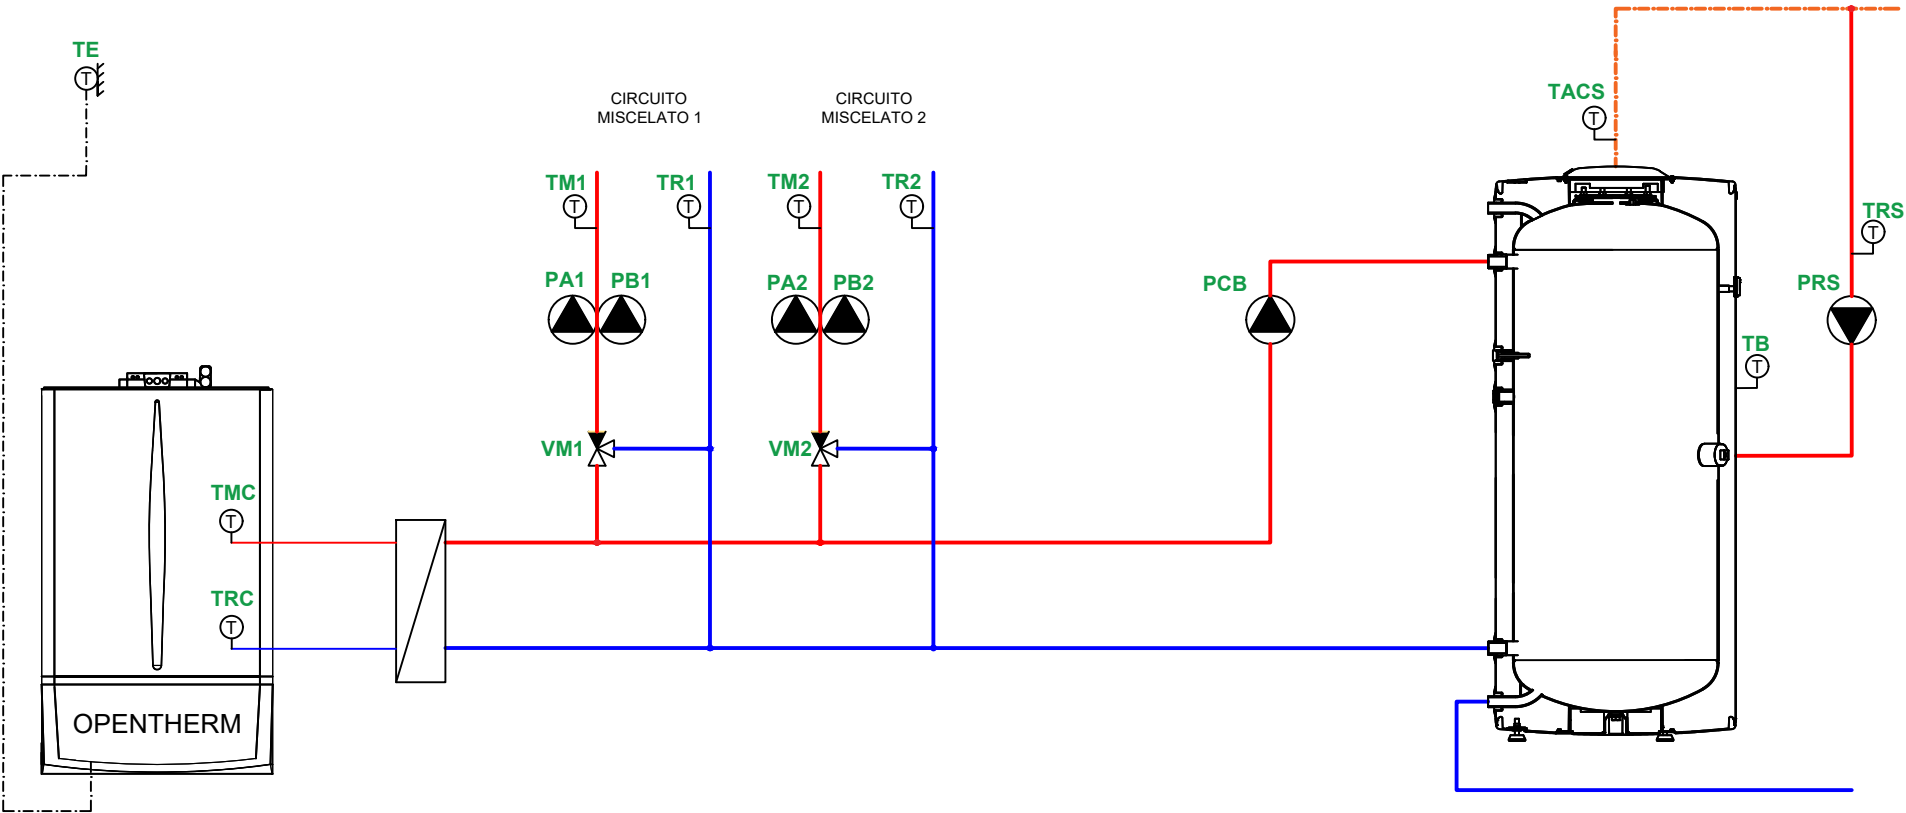 TE
T
CIRCUITO
MISCELATO 1
CIRCUITO
MISCELATO 2
TACS
T
TM1
T
TR1
T
TM2
T
TR2
T
TRS
T
PA1
PB1
PA2
PB2
PCB
PRS
TB
T
VM1
VM2
TMC
T
TRC
T
OPENTHERM